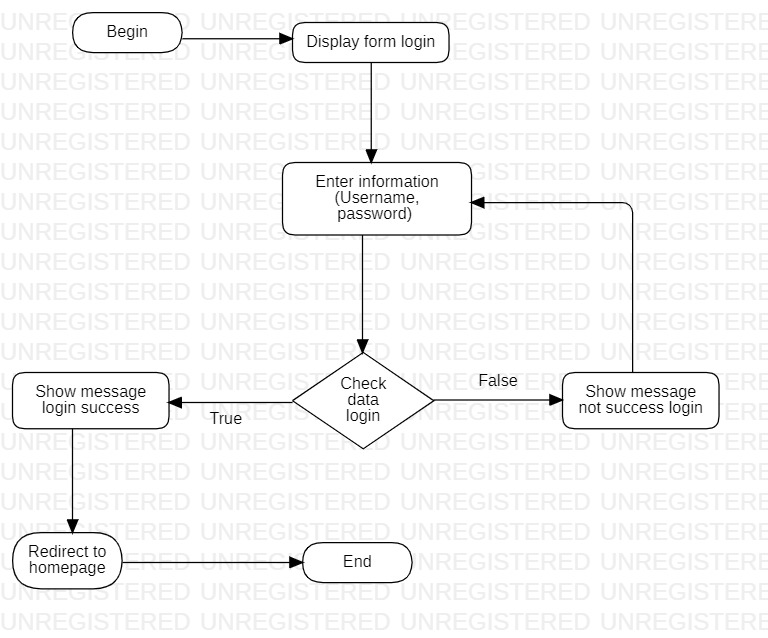 Begin
Display form login
Enter information
(Username,
password)
Check
data
login
False
True
Show message
login success
Show message
not success login
Redirect to
homepage
End
UNREGISTERED